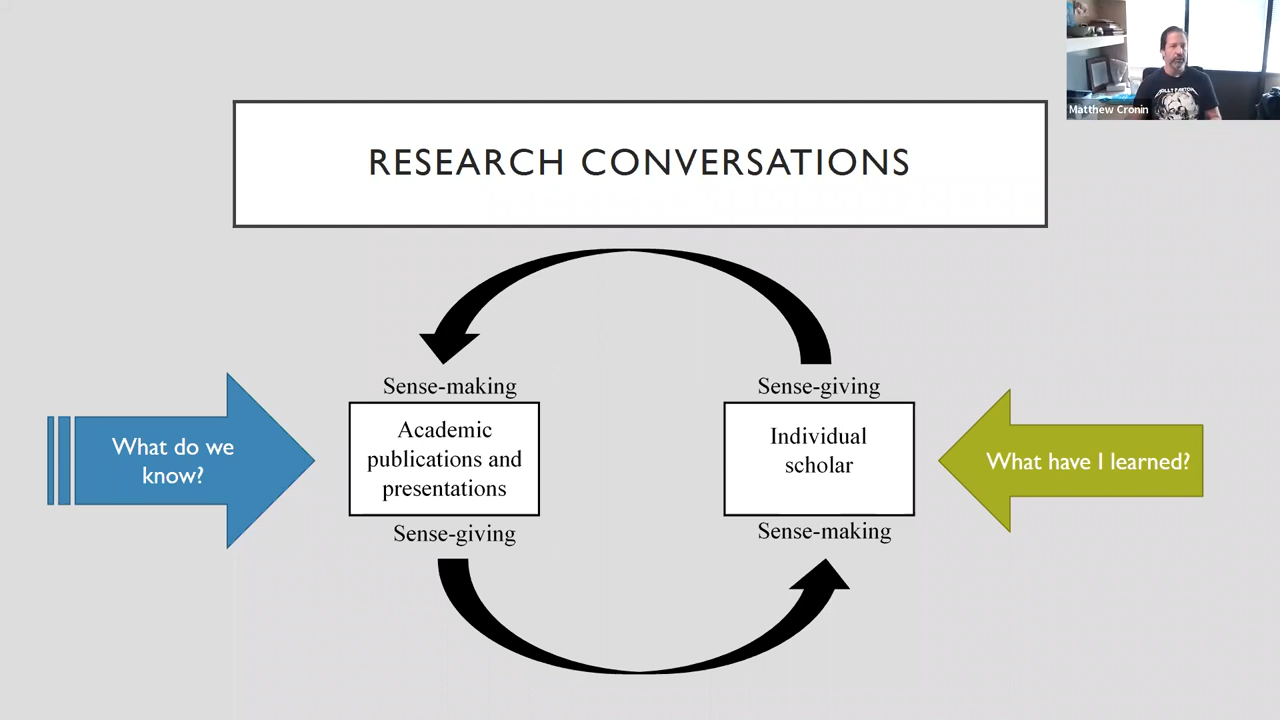 Matthew Cronin
RESEARCH CONVERSATIONS
Sense-making
Academic
publications and
presentations
Sense-giving
Sense-giving
Individual
scholar
Sense-making
What do we
know?
What have I learned?